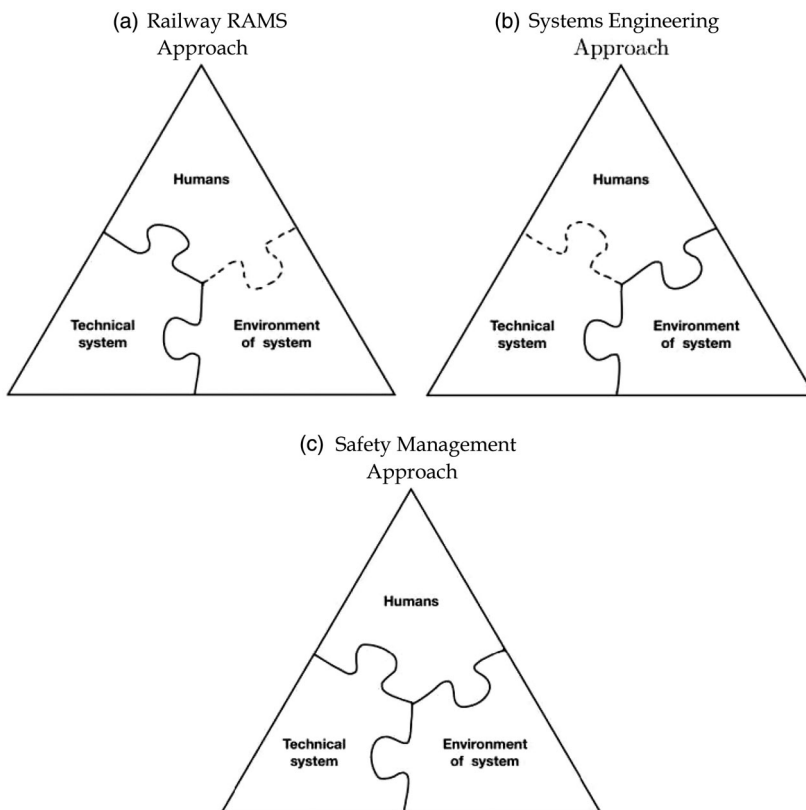 (a) Railway RAMS
Approach
(b) Systems Engineering
Approach
Humans
Technical
system
Environment
of system
Humans
Technical
system
Environment
of system
(c) Safety Management
Approach
Humans
Technical
system
Environment
of system